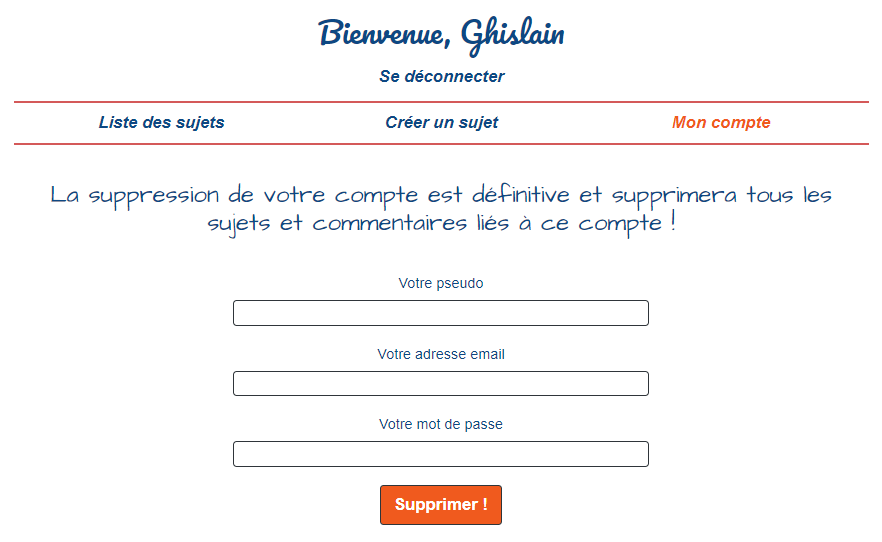 Bienvenue, Ghislain
Se déconnecter
Liste des sujets Créer un sujet Mon compte
La suppression de votre compte est définitive et supprimera tous les
sujets et commentaires liés à ce compte !
Votre pseudo
Votre adresse email
Votre mot de passe
Supprimer !